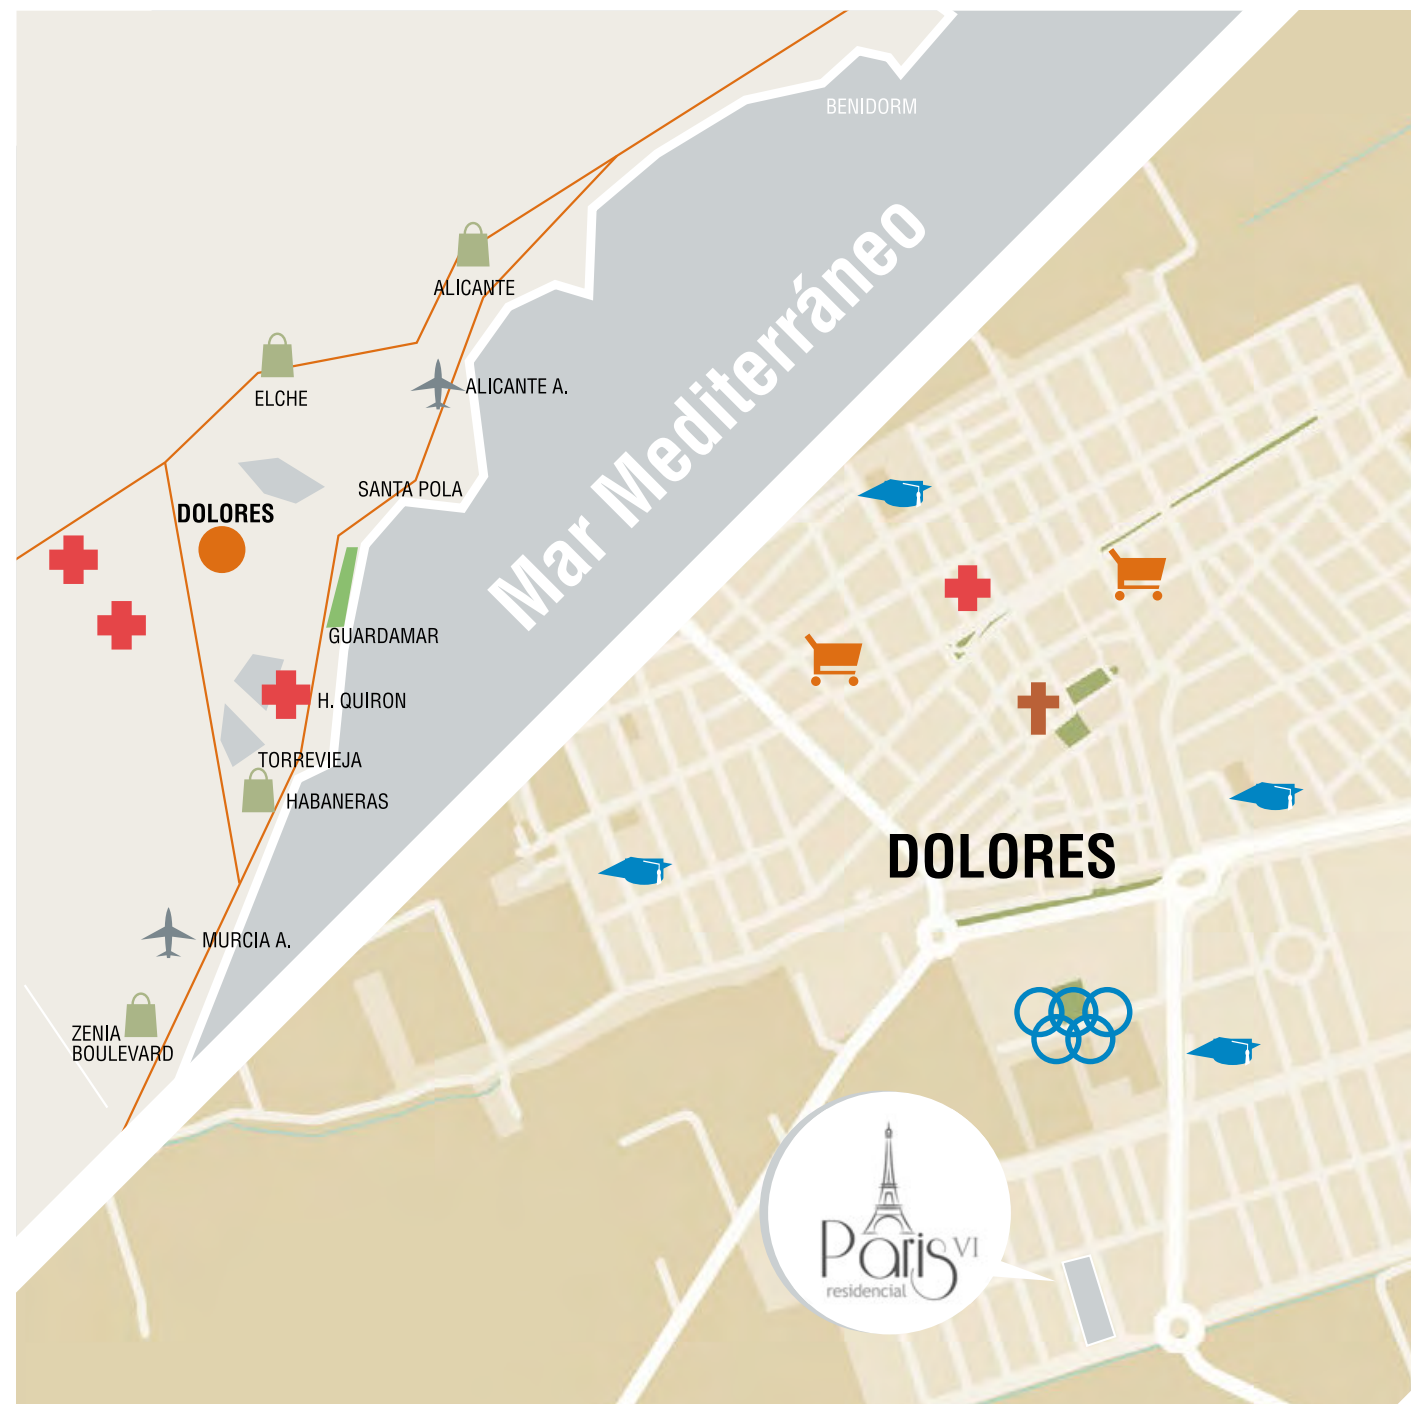 BENIDORM
ALICANTE
ELCHE
ALICANTE A.
SANTA POLA
DOLORES
GUARDAMAR
H. QUIRON
TORREVIEJA
HABANERAS
MURCIA A.
ZENIA
BOULEVARD
Mar Mediterráneo
DOLORES
Paris VI
residencial